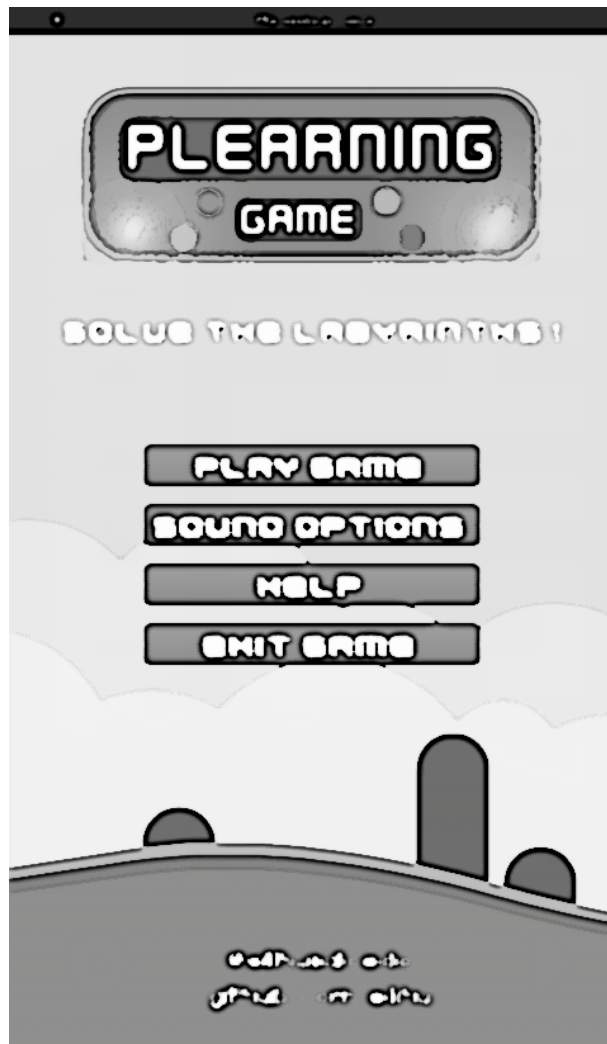 PLEARNING
GAME
SOLVE THE LABYRINTHS!
PLAY GAME
SOUND OPTIONS
HELP
EXIT GAME